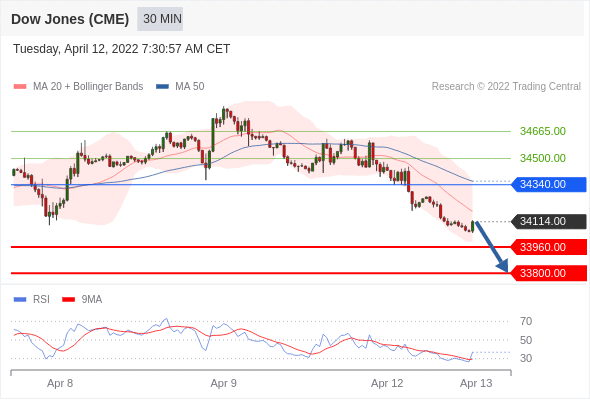 Dow Jones (CME) 30 MIN
Tuesday, April 12, 2022 7:30:57 AM CET
MA 20 + Bollinger Bands MA 50 Research © 2022 Trading Central
34665.00
34500.00
34340.00
34114.00
33960.00
33800.00
RSI 9MA
70
50
30
Apr 8 Apr 9 Apr 12 Apr 13